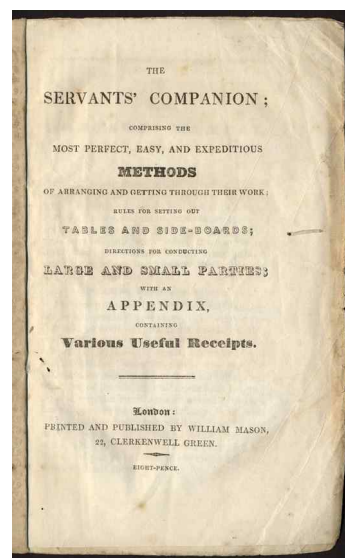 THE
SERVANTS' COMPANION;
COMPRISING THE
MOST PERFECT, EASY, AND EXPEDITIOUS
METHODS
OF ARRANGING AND GETTING THROUGH THEIR WORK;
RULES FOR SETTING OUT
TABLES AND SIDE-BOARDS;
DIRECTIONS FOR CONDUCTING
LARGE AND SMALL PARTIES;
WITH AN
APPENDIX,
CONTAINING
Various Useful Receipts.
London:
PRINTED AND PUBLISHED BY WILLIAM MASON,
22, CLERKENWELL GREEN.
EIGHT-PENCE.